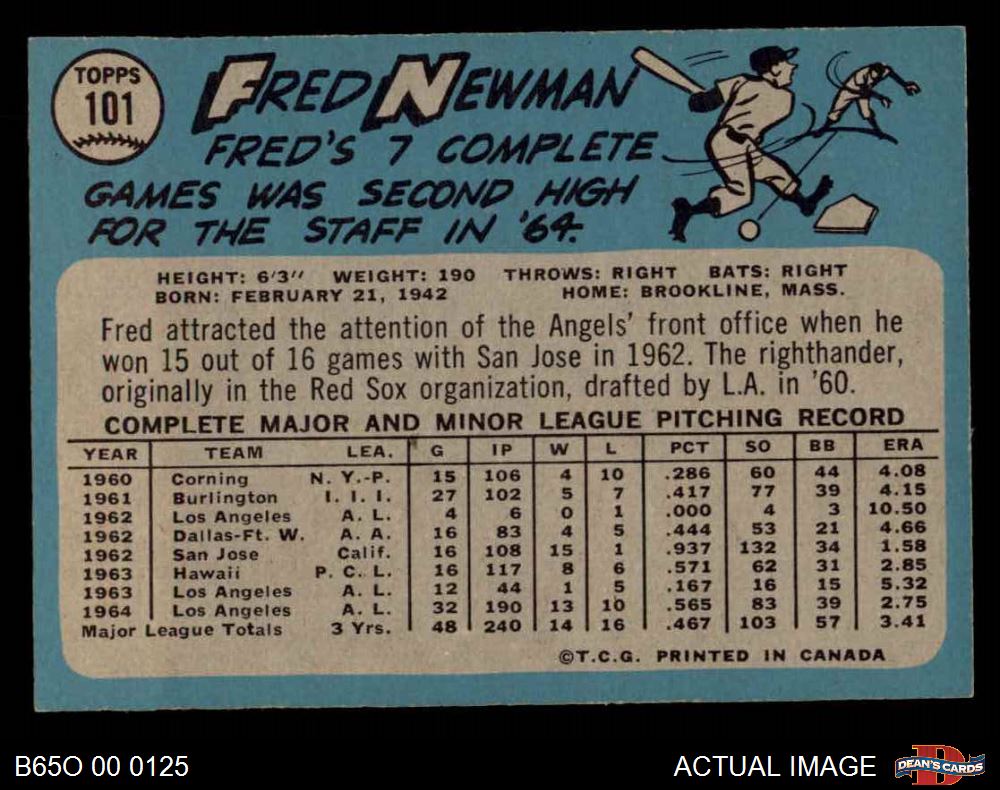 TOPPS
101
FRED NEWMAN
FRED'S 7 COMPLETE
GAMES WAS SECOND HIGH
FOR THE STAFF IN '64.
HEIGHT: 6'3" WEIGHT: 190 THROWS: RIGHT BATS: RIGHT
BORN: FEBRUARY 21, 1942 HOME: BROOKLINE, MASS.
Fred attracted the attention of the Angels' front office when he
won 15 out of 16 games with San Jose in 1962. The righthander,
originally in the Red Sox organization, drafted by L.A. in '60.
COMPLETE MAJOR AND MINOR LEAGUE PITCHING RECORD
YEAR TEAM LEA. G IP W L PCT SO BB ERA
1960 Corning N. Y.-P. 15 106 4 10 .286 60 44 4.08
1961 Burlington I. I. I. 27 102 5 7 .417 77 39 4.15
1962 Los Angeles A. L. 4 6 0 1 .000 4 3 10.50
1962 Dallas-Ft. W. A. A. 16 83 4 5 .444 53 21 4.66
1962 San Jose Calif. 16 108 15 1 .937 132 34 1.58
1963 Hawaii P. C. L. 16 117 8 6 .571 62 31 2.85
1963 Los Angeles A. L. 12 44 1 5 .167 16 15 5.32
1964 Los Angeles A. L. 32 190 13 10 .565 83 39 2.75
Major League Totals 3 Yrs. 48 240 14 16 .467 103 57 3.41
©T.C.G. PRINTED IN CANADA
B65O 00 0125 ACTUAL IMAGE D DEAN'S CARDS